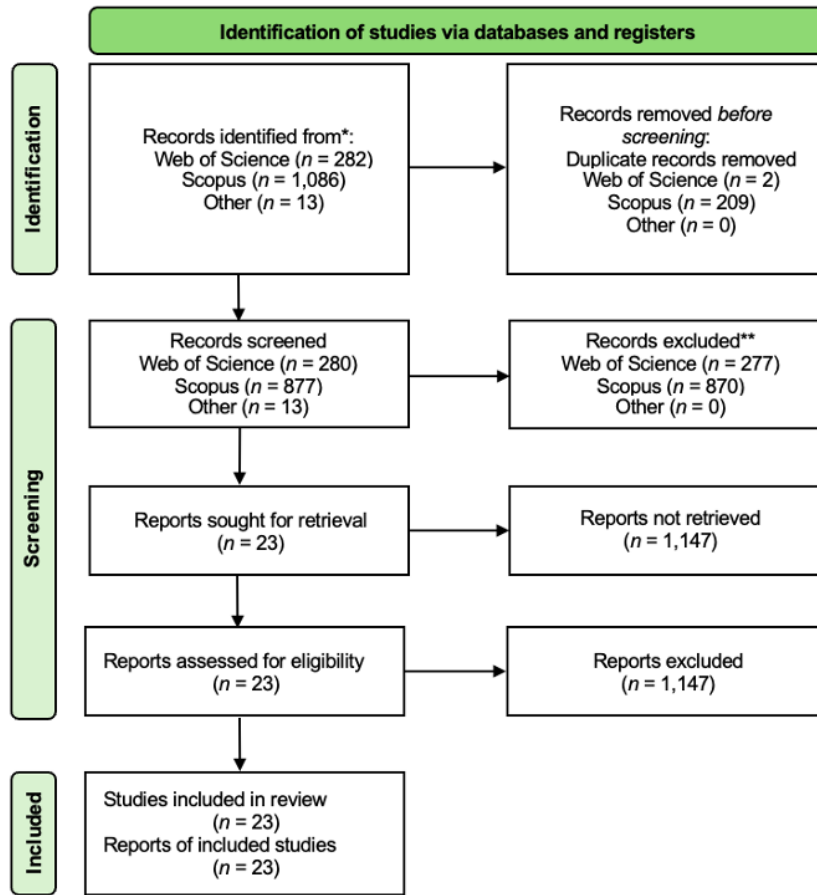 Identification of studies via databases and registers
Identification
Records identified from*:
Web of Science (n = 282)
Scopus (n = 1,086)
Other (n = 13)
Records removed before
screening:
Duplicate records removed
Web of Science (n = 2)
Scopus (n = 209)
Other (n = 0)
Screening
Records screened
Web of Science (n = 280)
Scopus (n = 877)
Other (n = 13)
Records excluded**
Web of Science (n = 277)
Scopus (n = 870)
Other (n = 0)
Reports sought for retrieval
(n = 23)
Reports not retrieved
(n = 1,147)
Reports assessed for eligibility
(n = 23)
Reports excluded
(n = 1,147)
Included
Studies included in review
(n = 23)
Reports of included studies
(n = 23)